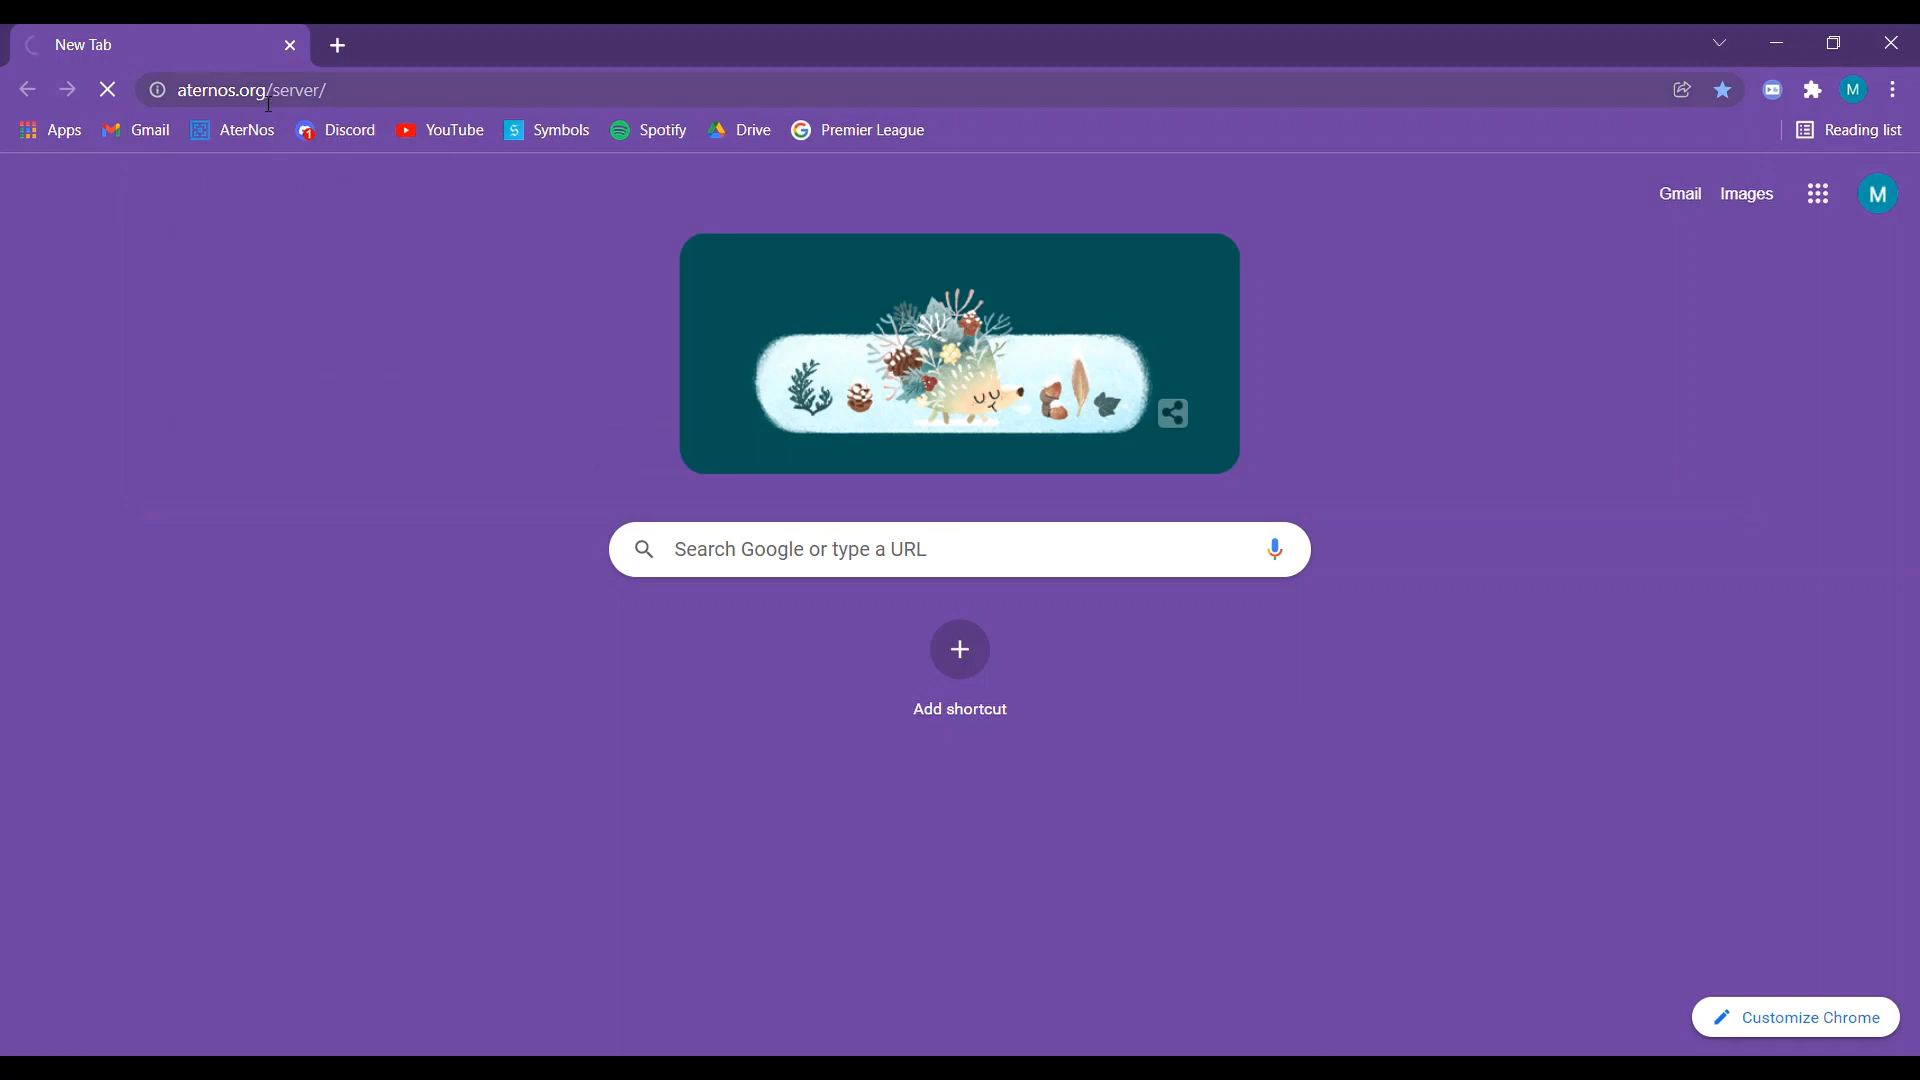 New Tab
aternos.org/server/
M
Apps Gmail AterNos 1 Discord YouTube S Symbols Spotify Drive Premier League Reading list
Gmail Images M
Search Google or type a URL
Add shortcut
Customize Chrome